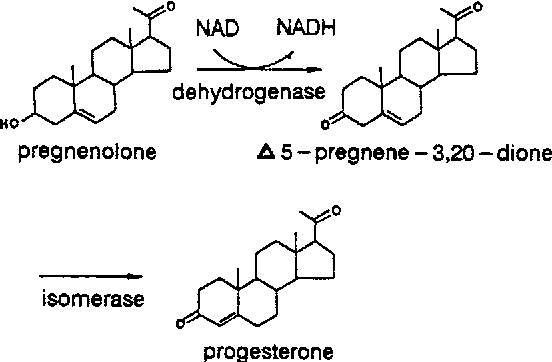 O
NAD NADH
O
dehydrogenase
HO
O
pregnenolone
Δ 5 – pregnene – 3,20 – dione
O
isomerase
O
progesterone